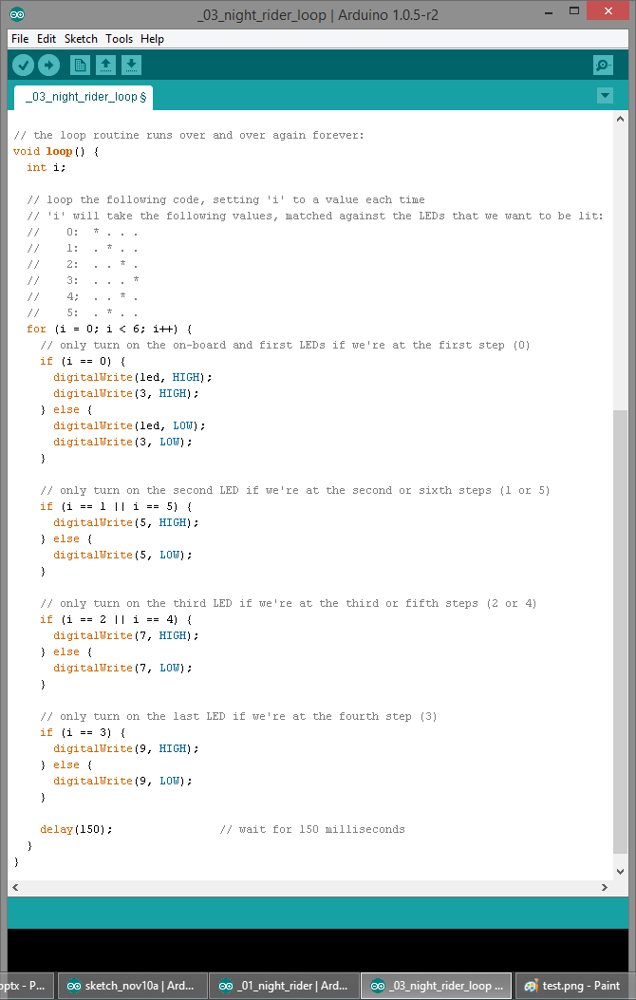 _03_night_rider_loop | Arduino 1.0.5-r2
File Edit Sketch Tools Help
_03_night_rider_loop §
// the loop routine runs over and over again forever:
void loop() {
  int i;
  // loop the following code, setting 'i' to a value each time
  // 'i' will take the following values, matched against the LEDs that we want to be lit:
  //    0:  * . . .
  //    1:  . * . .
  //    2:  . . * .
  //    3:  . . . *
  //    4;  . . * .
  //    5:  . * . .
  for (i = 0; i < 6; i++) {
    // only turn on the on-board and first LEDs if we're at the first step (0)
    if (i == 0) {
      digitalWrite(led, HIGH);
      digitalWrite(3, HIGH);
    } else {
      digitalWrite(led, LOW);
      digitalWrite(3, LOW);
    }
    // only turn on the second LED if we're at the second or sixth steps (1 or 5)
    if (i == 1 || i == 5) {
      digitalWrite(5, HIGH);
    } else {
      digitalWrite(5, LOW);
    }
    // only turn on the third LED if we're at the third or fifth steps (2 or 4)
    if (i == 2 || i == 4) {
      digitalWrite(7, HIGH);
    } else {
      digitalWrite(7, LOW);
    }
    // only turn on the last LED if we're at the fourth step (3)
    if (i == 3) {
      digitalWrite(9, HIGH);
    } else {
      digitalWrite(9, LOW);
    }
    delay(150);                // wait for 150 milliseconds
  }
}
pptx - P... sketch_nov10a | Ard... _01_night_rider | Ard... _03_night_rider_loop ... test.png - Paint